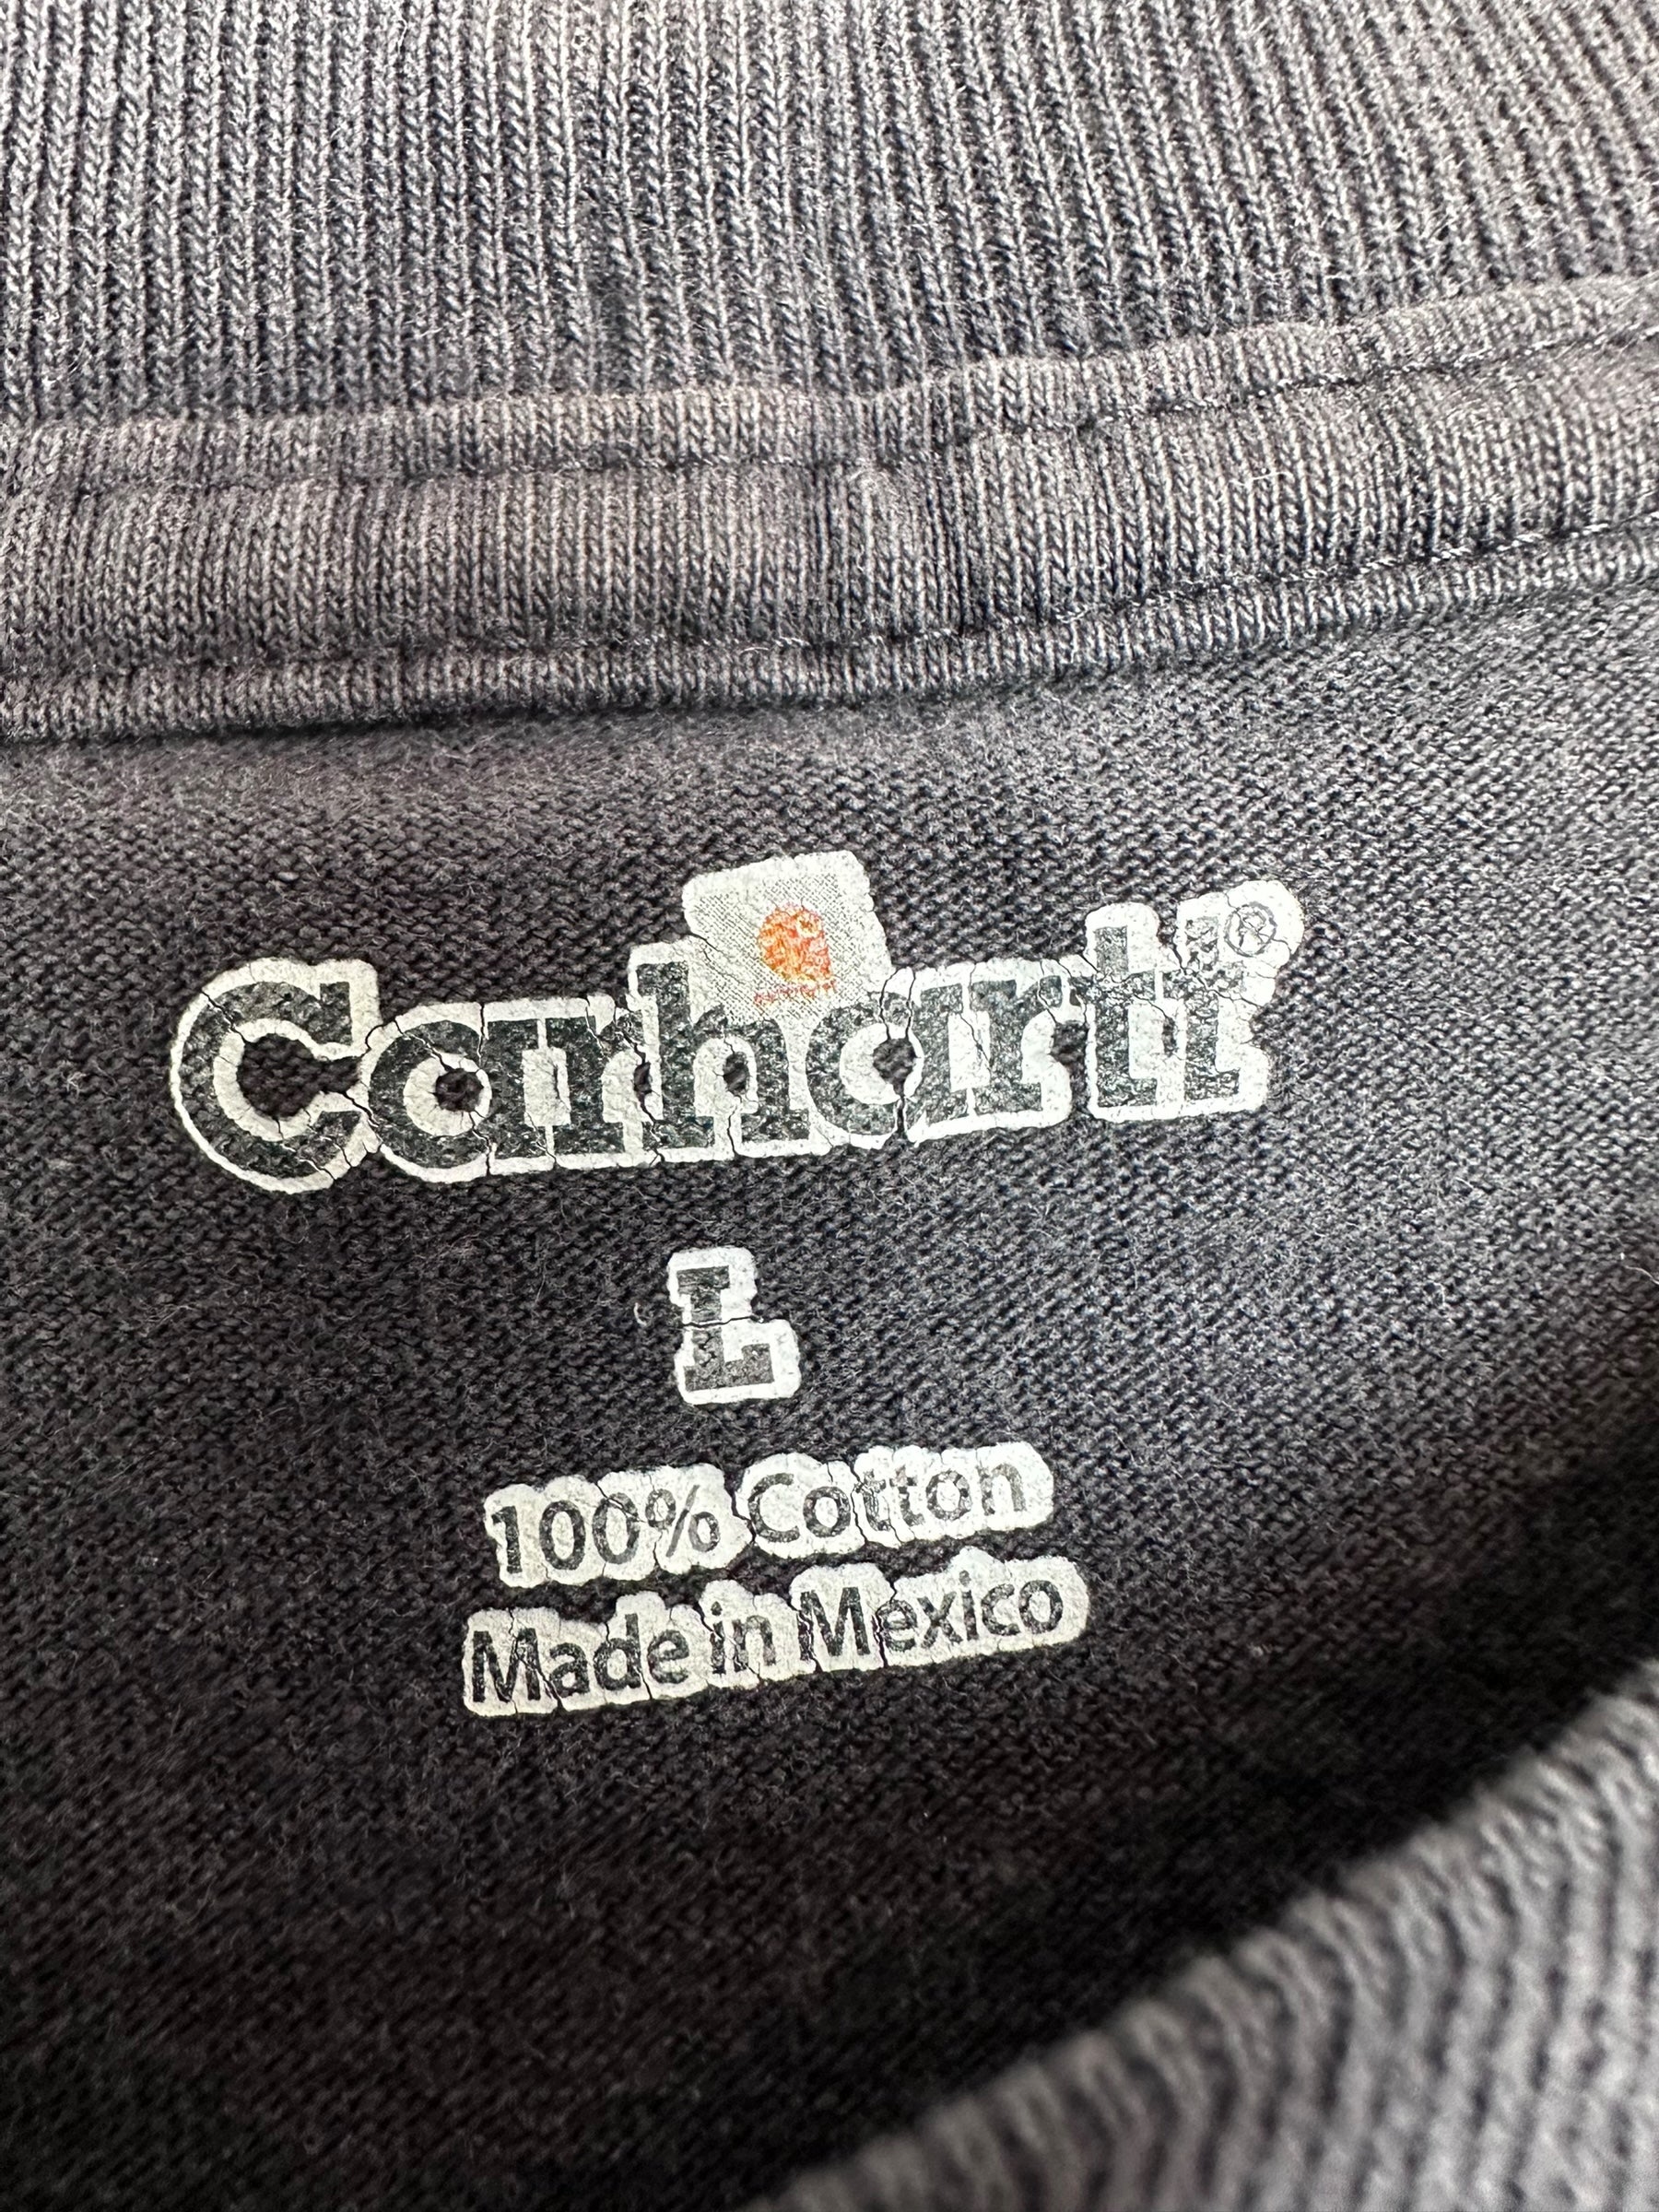 Carhartt®
L
100% Cotton
Made in Mexico